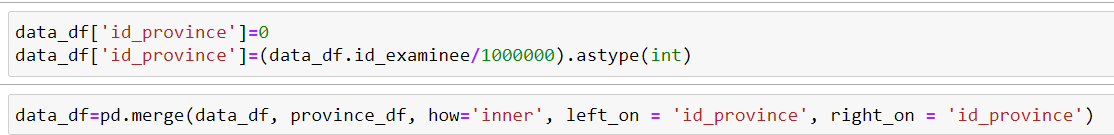 data_df['id_province']=0
data_df['id_province']=(data_df.id_examinee/1000000).astype(int)
data_df=pd.merge(data_df, province_df, how='inner', left_on = 'id_province', right_on = 'id_province')